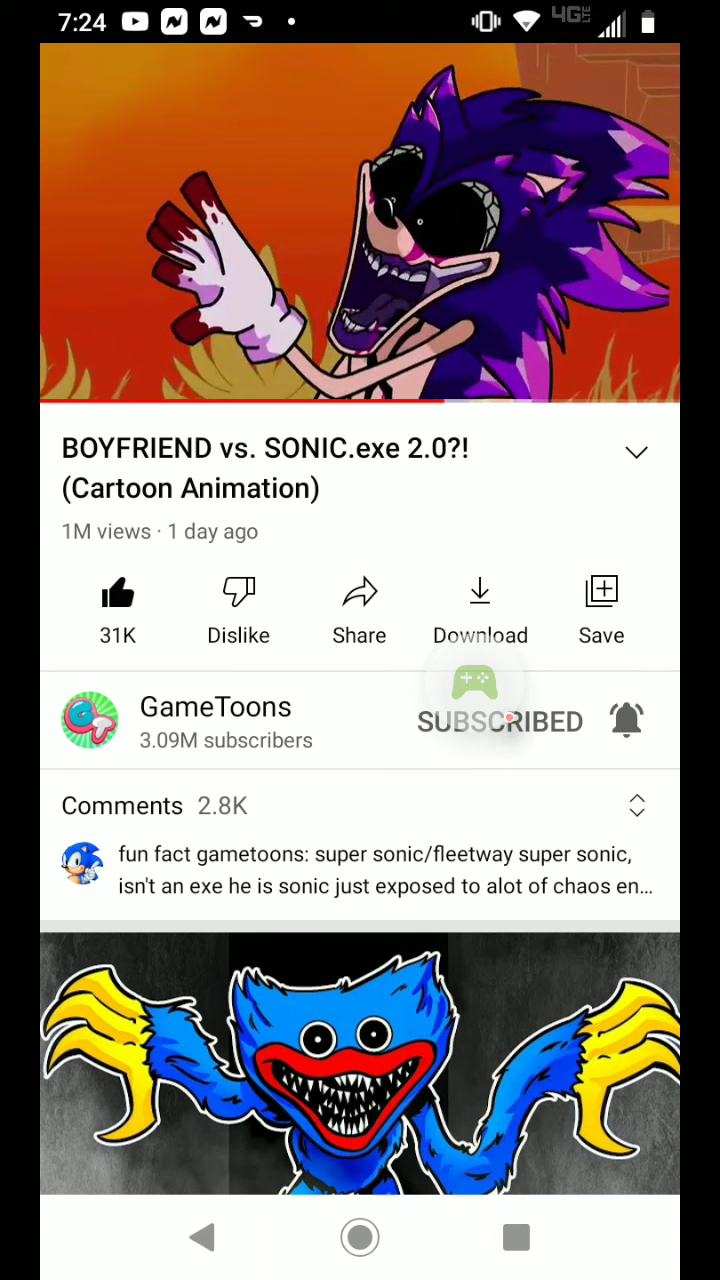 7:24
4G LTE
BOYFRIEND vs. SONIC.exe 2.0?!
(Cartoon Animation)
1M views · 1 day ago
31K
Dislike
Share
Download
Save
GT
GameToons
3.09M subscribers
SUBSCRIBED
Comments 2.8K
fun fact gametoons: super sonic/fleetway super sonic,
isn't an exe he is sonic just exposed to alot of chaos en...